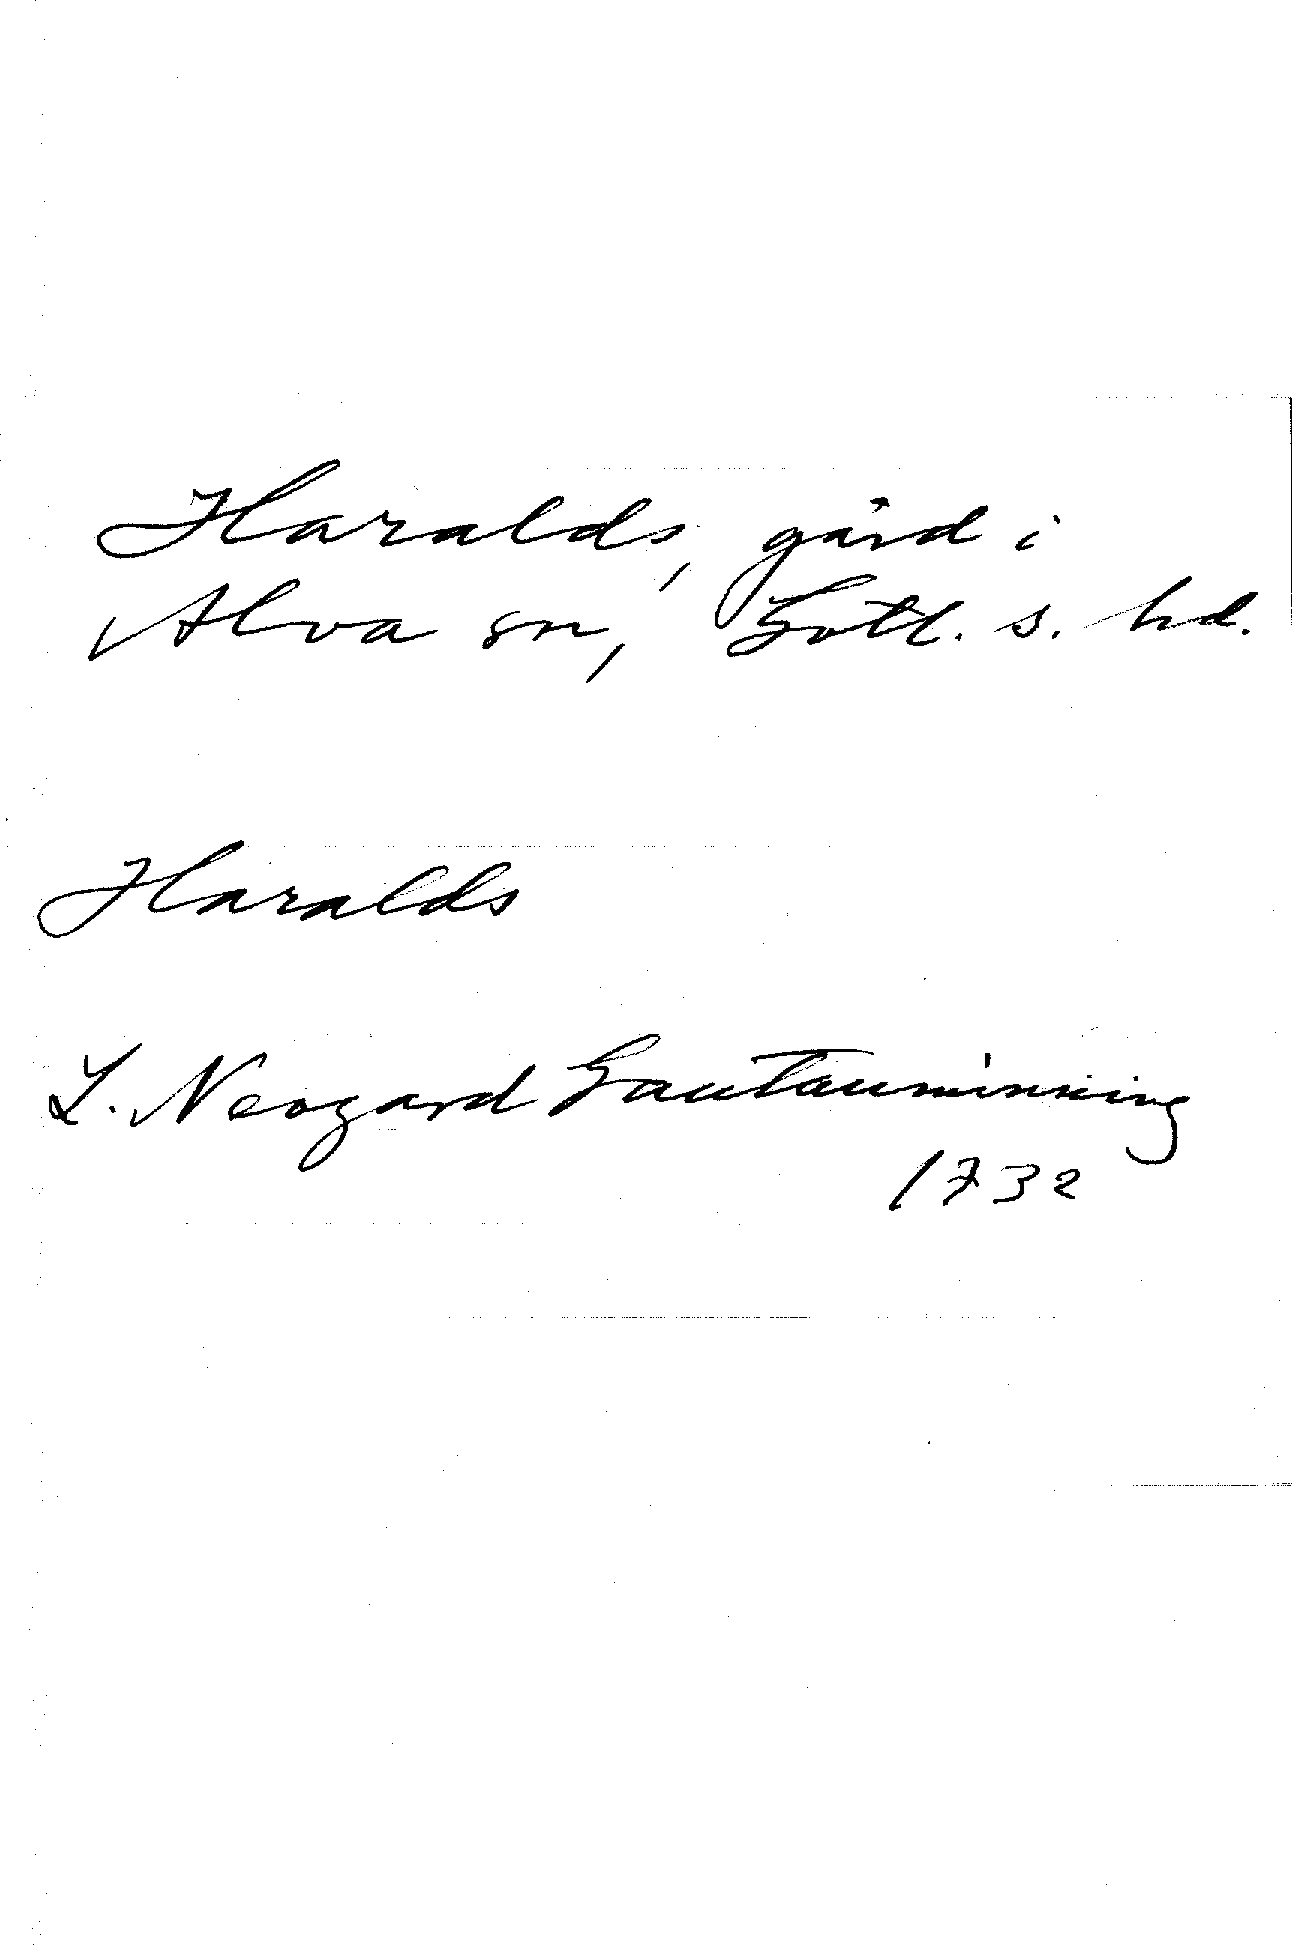 Haralds, gård i
Alva sn, Gotl. s. hd.
Haralds
L. Neogard Gautauminning
1732